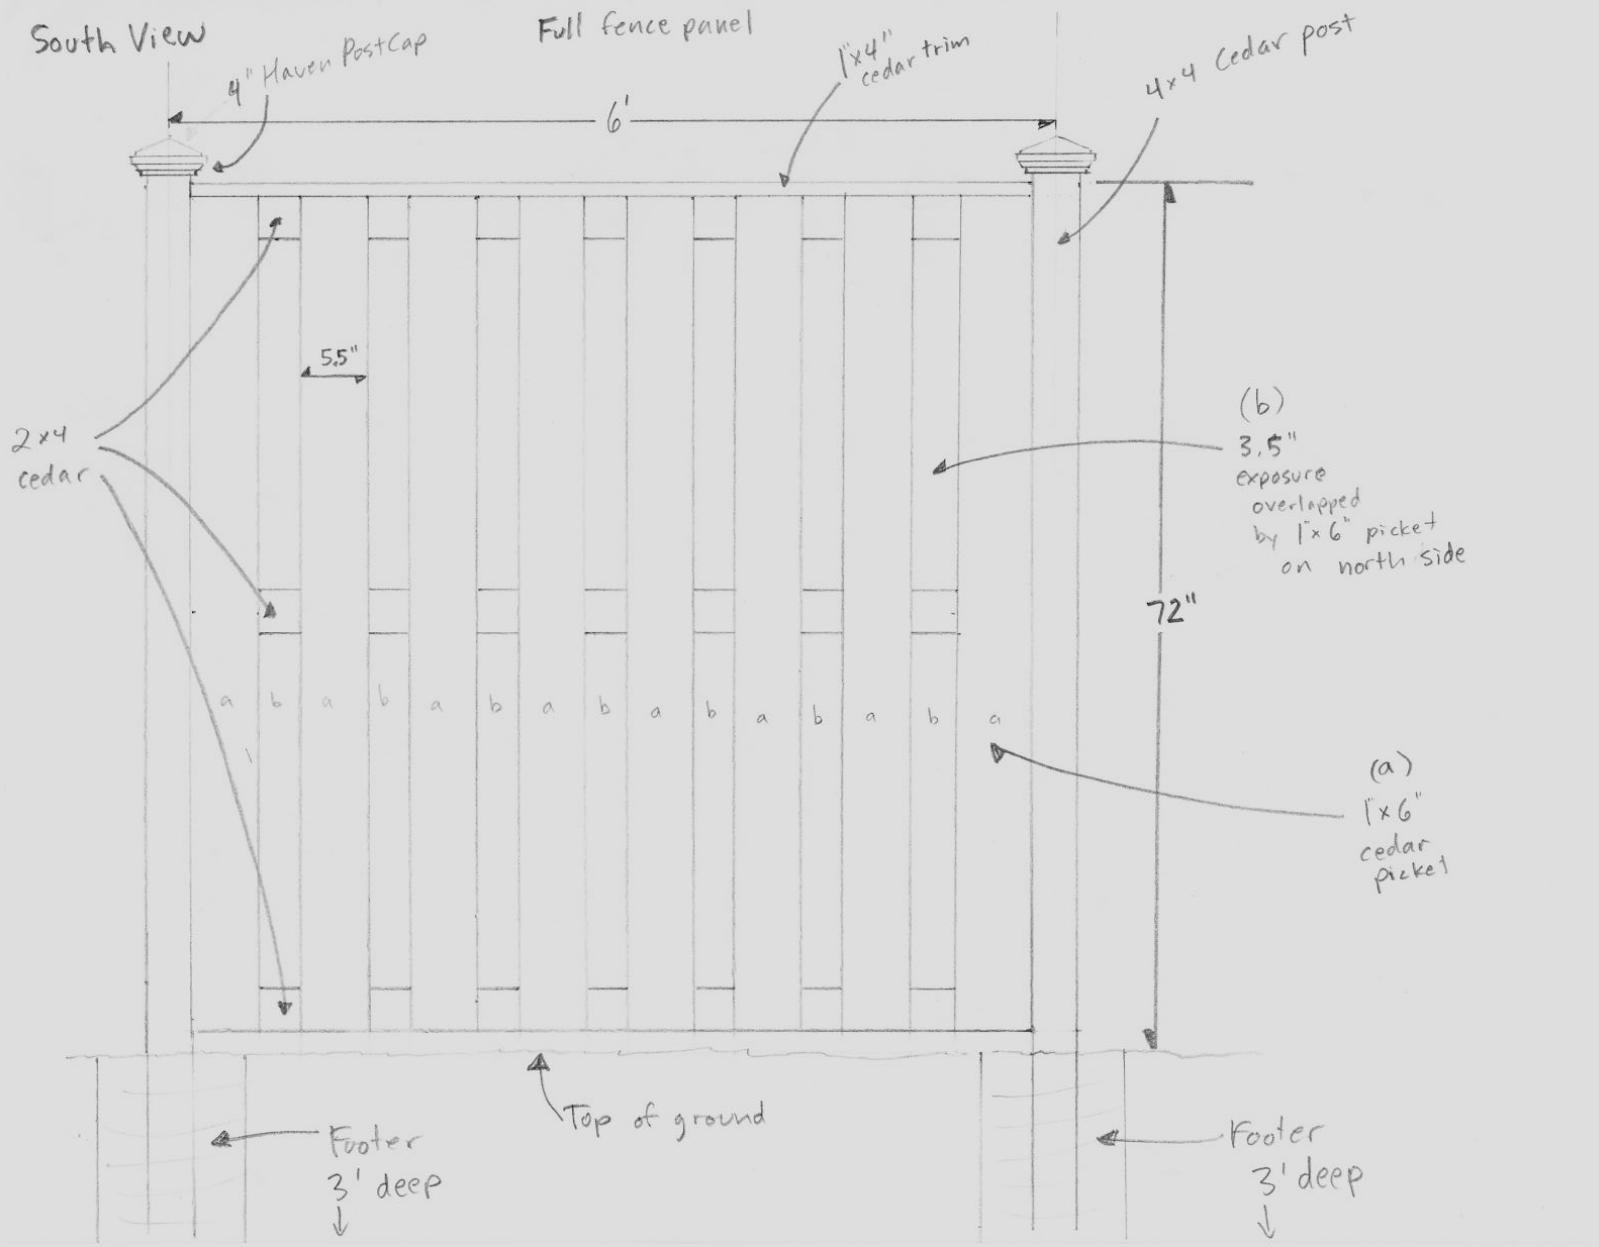 South View
Full fence panel
4" Haven Post Cap
1"x4"
cedar trim
4x4 Cedar post
6'
5.5"
2x4
cedar
(b)
3.5"
exposure
overlapped
by 1"x6" picket
on north side
72"
a b a b a b a b a b a b a b a
(a)
1"x6"
cedar
picket
Top of ground
Footer
3' deep
Footer
3' deep